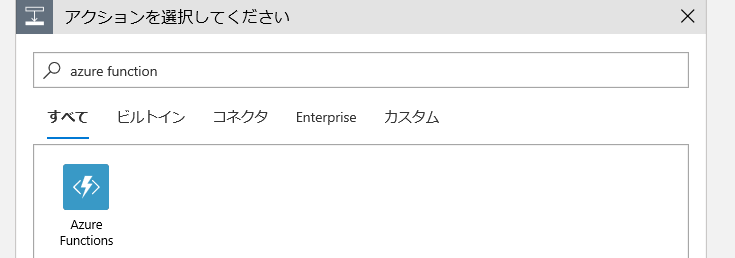 アクションを選択してください
azure function
すべて ビルトイン コネクタ Enterprise カスタム
Azure
Functions